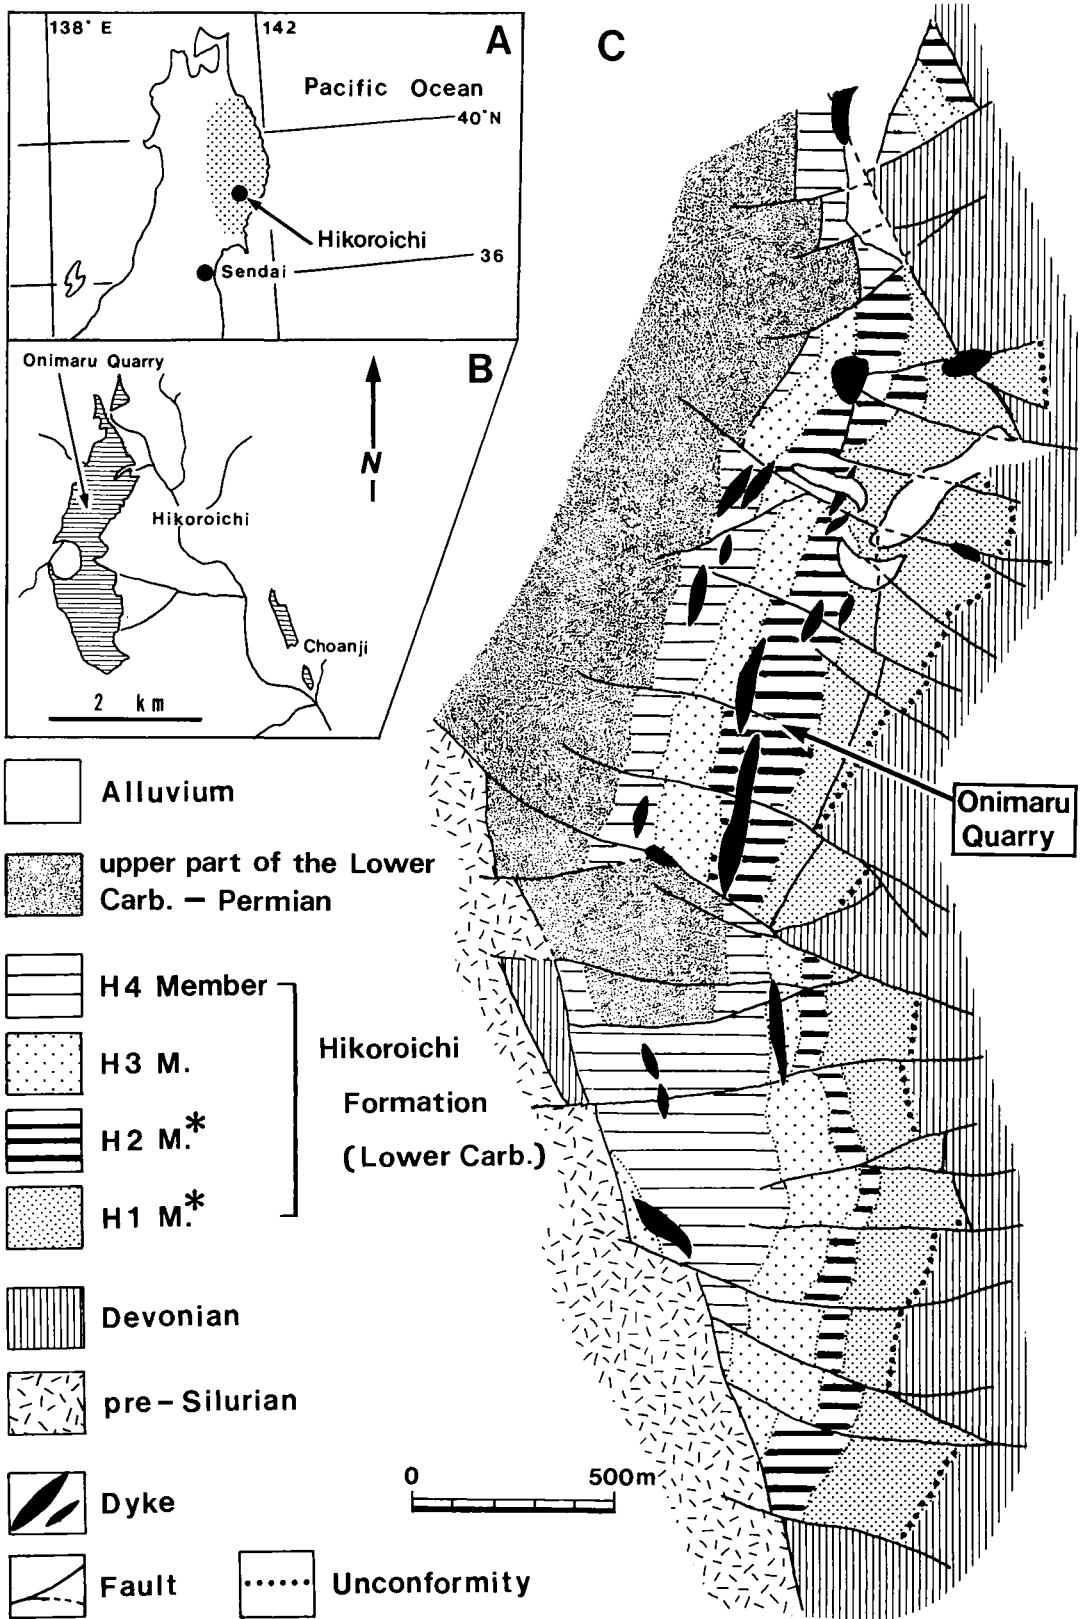 138° E
142
A
Pacific Ocean
40°N
Hikoroichi
36
Sendai
Onimaru Quarry
B
N
Hikoroichi
Choanji
2 km
C
Onimaru
Quarry
Alluvium
upper part of the Lower
Carb. – Permian
H4 Member
H3 M.
H2 M.*
H1 M.*
Hikoroichi
Formation
(Lower Carb.)
Devonian
pre–Silurian
Dyke
Fault
Unconformity
0 500m